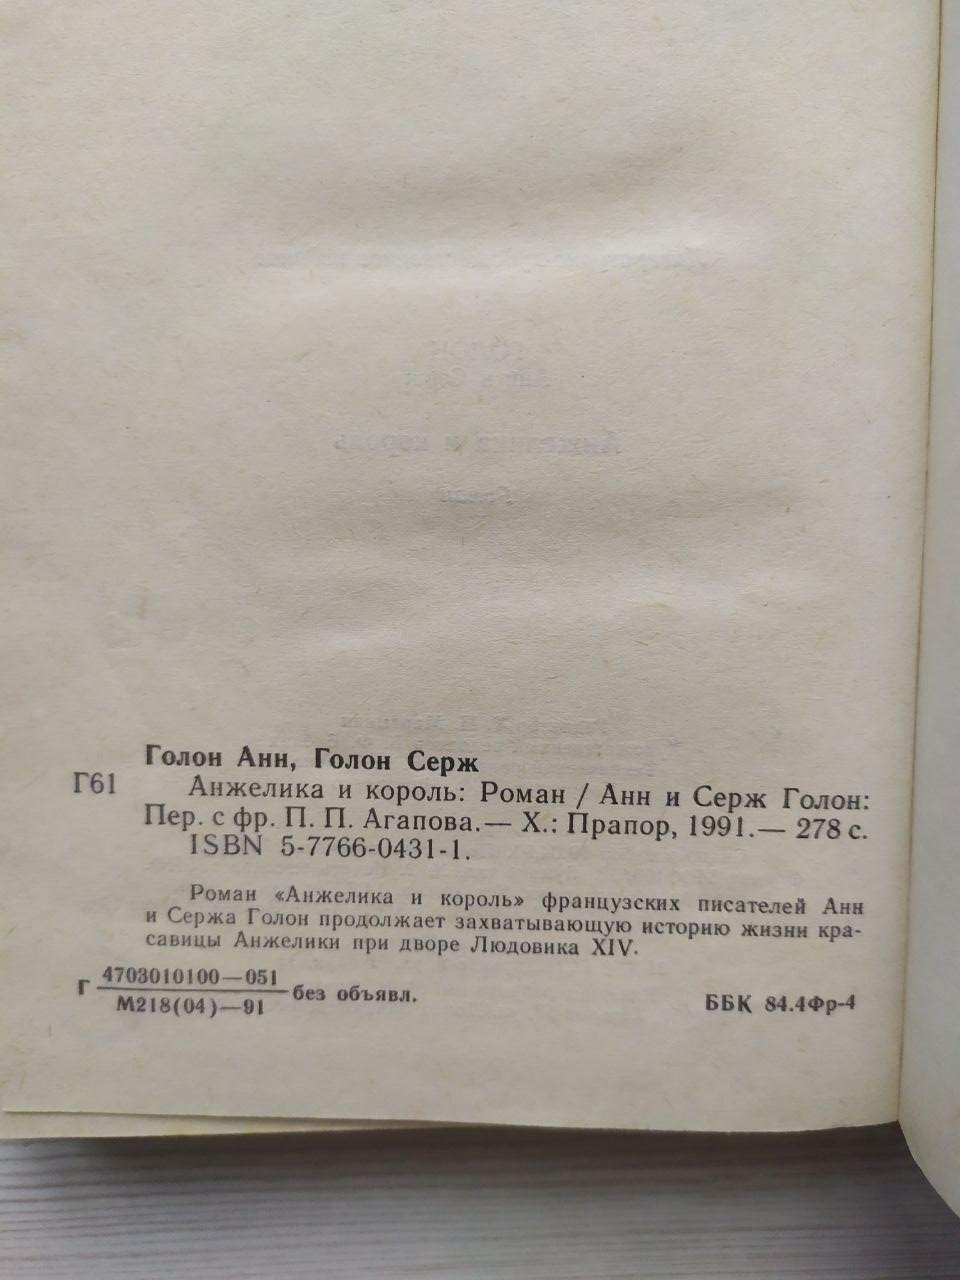 Голон Анн, Голон Серж
Г61
Анжелика и король: Роман / Анн и Серж Голон:
Пер. с фр. П. П. Агапова.— Х.: Прапор, 1991.— 278 с.
ISBN 5-7766-0431-1.
Роман «Анжелика и король» французских писателей Анн
и Сержа Голон продолжает захватывающую историю жизни кра-
савицы Анжелики при дворе Людовика XIV.
Г 4703010100—051
М218(04)—91 без объявл.
ББК 84.4Фр-4